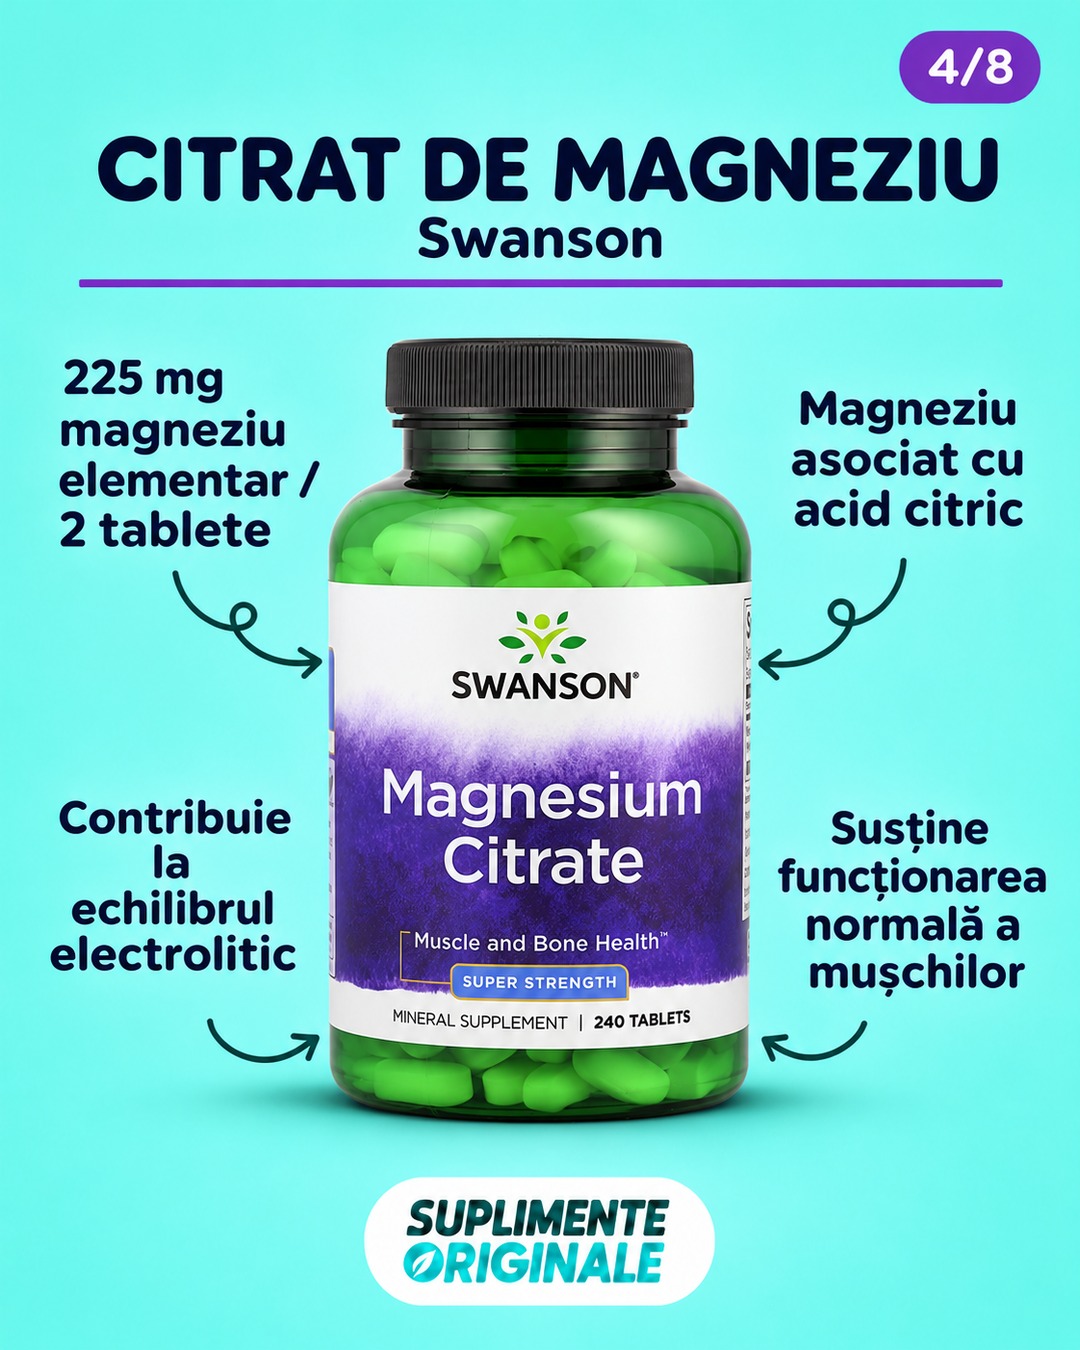 4/8
CITRAT DE MAGNEZIU
Swanson
225 mg
magneziu
elementar /
2 tablete
Magneziu
asociat cu
acid citric
SWANSON®
Magnesium
Citrate
Muscle and Bone Health™
SUPER STRENGTH
MINERAL SUPPLEMENT | 240 TABLETS
Contribuie
la
echilibrul
electrolitic
Susține
funcționarea
normală a
mușchilor
SUPLIMENTE
ORIGINALE